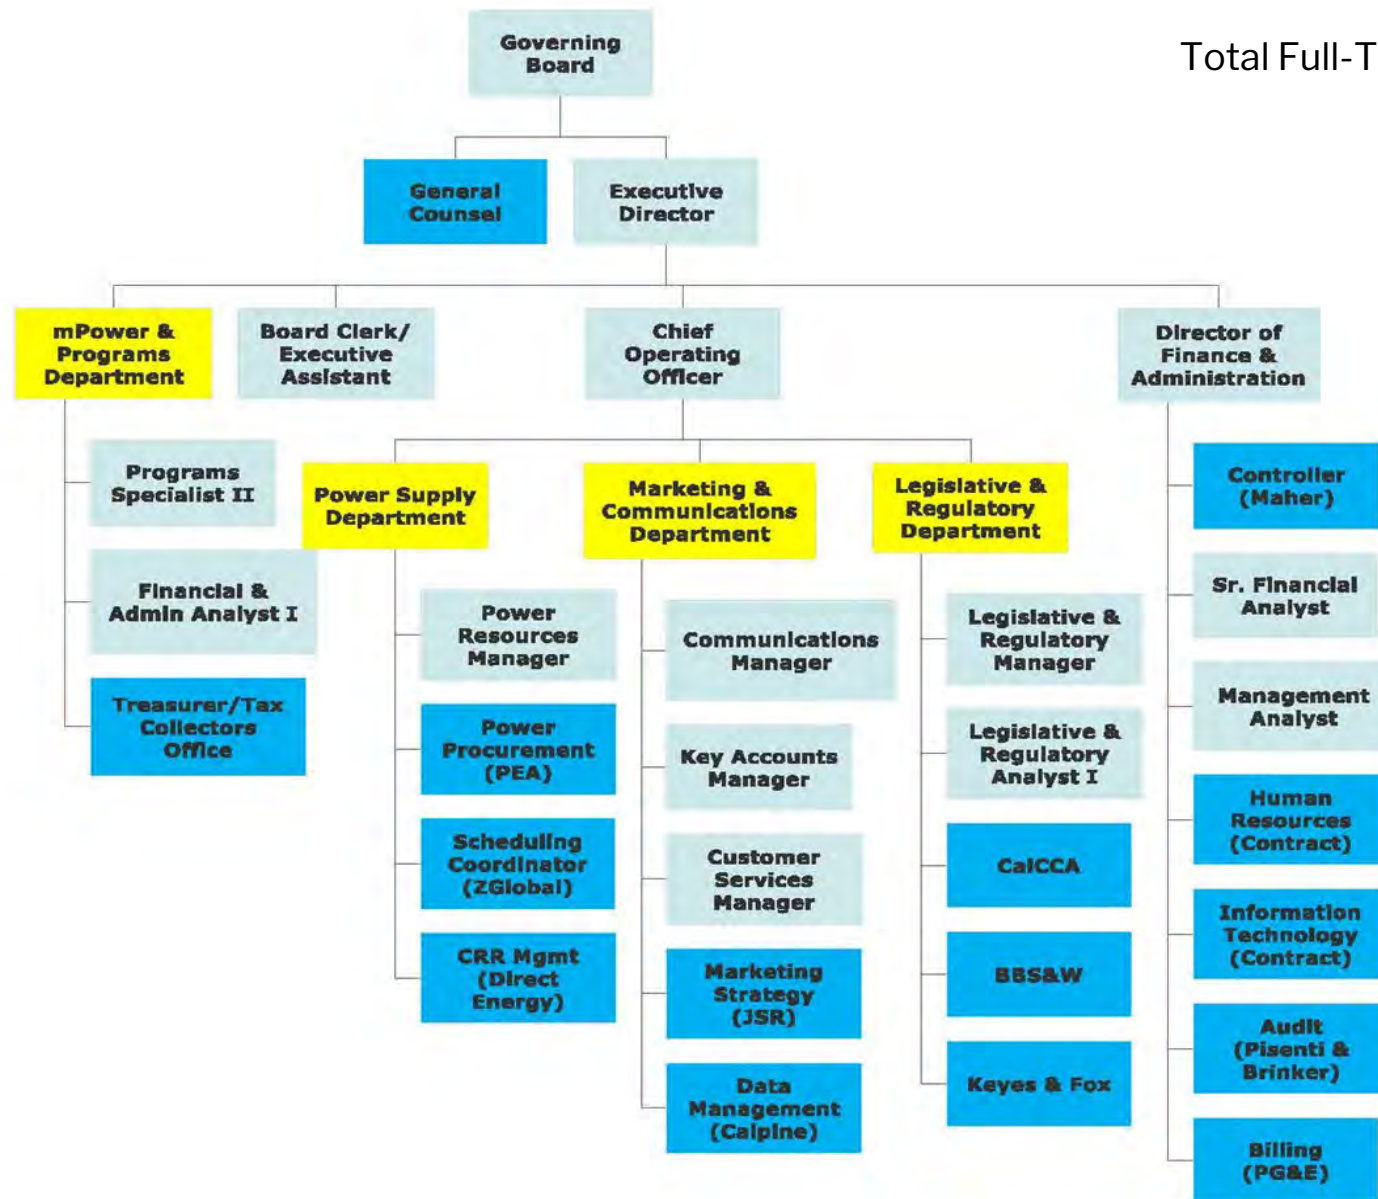 Governing
Board
Total Full-T
General
Counsel
Executive
Director
mPower &
Programs
Department
Board Clerk/
Executive
Assistant
Chief
Operating
Officer
Director of
Finance &
Administration
Programs
Specialist II
Financial &
Admin Analyst I
Treasurer/Tax
Collectors
Office
Power Supply
Department
Power
Resources
Manager
Power
Procurement
(PEA)
Scheduling
Coordinator
(ZGlobal)
CRR Mgmt
(Direct
Energy)
Marketing &
Communications
Department
Communications
Manager
Key Accounts
Manager
Customer
Services
Manager
Marketing
Strategy
(JSR)
Data
Management
(Calpine)
Legislative &
Regulatory
Department
Legislative &
Regulatory
Manager
Legislative &
Regulatory
Analyst I
CalCCA
BBS&W
Keyes & Fox
Controller
(Maher)
Sr. Financial
Analyst
Management
Analyst
Human
Resources
(Contract)
Information
Technology
(Contract)
Audit
(Pisenti &
Brinker)
Billing
(PG&E)